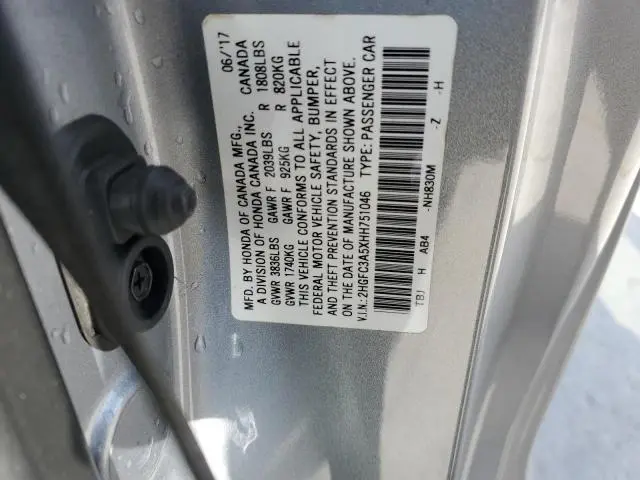 MFD. BY HONDA OF CANADA MFG., 06/'17
A DIVISION OF HONDA CANADA INC. CANADA
GVWR 3836LBS GAWR F 2039LBS R 1808LBS
GVWR 1740KG GAWR F 925KG R 820KG
THIS VEHICLE CONFORMS TO ALL APPLICABLE
FEDERAL MOTOR VEHICLE SAFETY, BUMPER,
AND THEFT PREVENTION STANDARDS IN EFFECT
ON THE DATE OF MANUFACTURE SHOWN ABOVE.
V.I.N.:2HGFC3A5XHH751046 TYPE: PASSENGER CAR
TBJ H AB4 -NH830M -Z -H